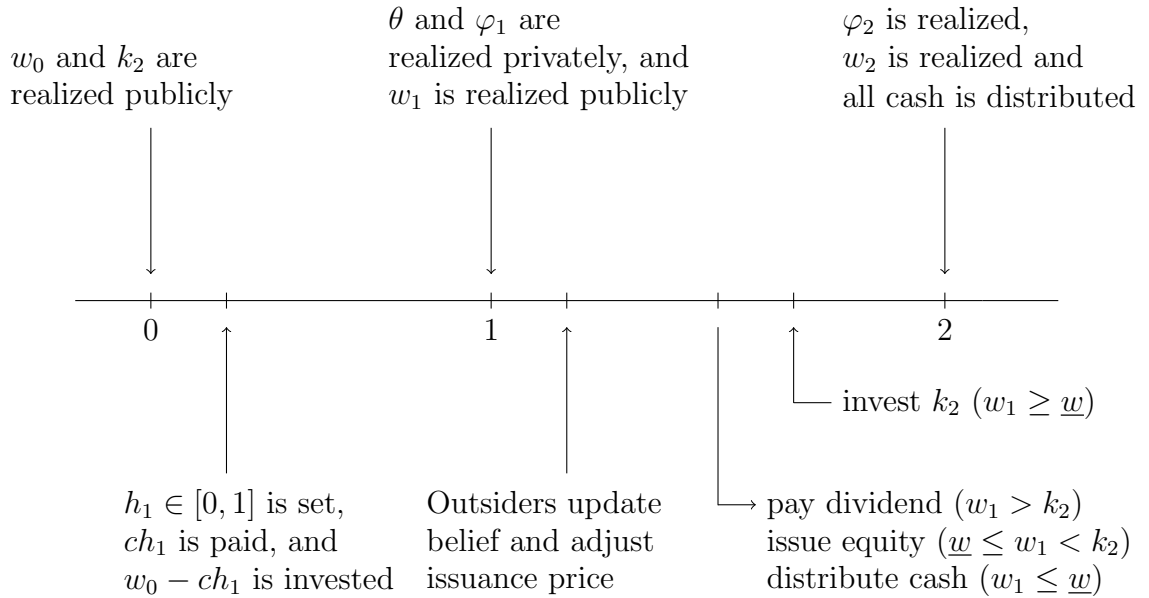 w₀ and k₂ are
realized publicly
θ and φ₁ are
realized privately, and
w₁ is realized publicly
φ₂ is realized,
w₂ is realized and
all cash is distributed
0
1
2
invest k₂ (w₁ ≥ w̲)
h₁ ∈ [0, 1] is set,
ch₁ is paid, and
w₀ − ch₁ is invested
Outsiders update
belief and adjust
issuance price
pay dividend (w₁ > k₂)
issue equity (w̲ ≤ w₁ < k₂)
distribute cash (w₁ ≤ w̲)